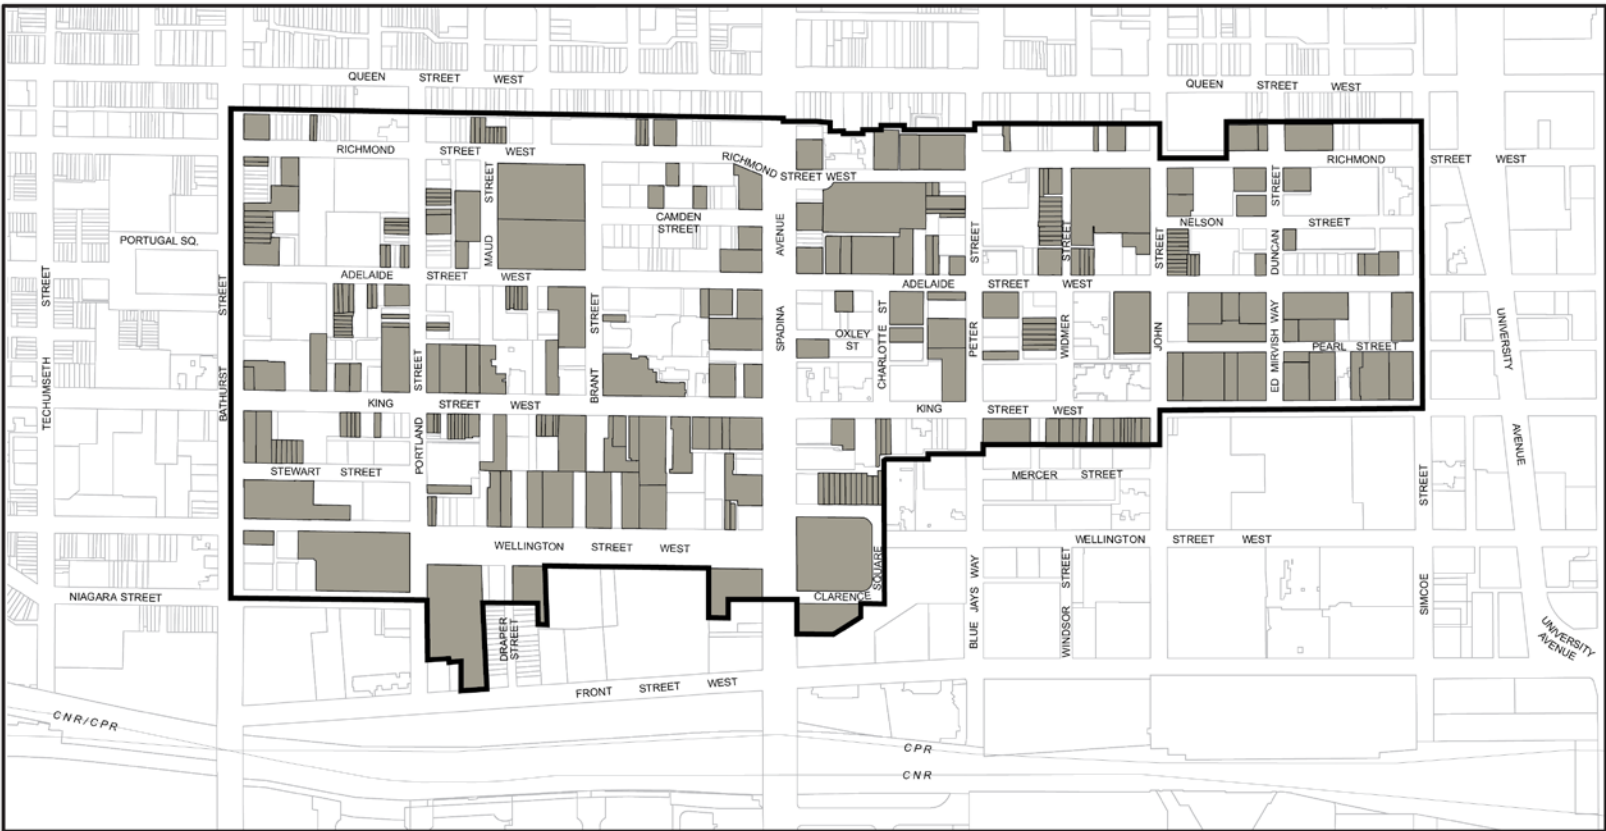 QUEEN STREET WEST
QUEEN STREET WEST
RICHMOND STREET WEST
RICHMOND STREET WEST
RICHMOND STREET WEST
PORTUGAL SQ.
MAUD STREET
CAMDEN STREET
NELSON STREET
ADELAIDE STREET WEST
ADELAIDE STREET WEST
TECHUMSETH STREET
BATHURST STREET
PORTLAND STREET
BRANT STREET
SPADINA AVENUE
OXLEY ST
CHARLOTTE ST
PETER STREET
WIDMER STREET
JOHN STREET
DUNCAN STREET
ED MIRVISH WAY
PEARL STREET
UNIVERSITY AVENUE
KING STREET WEST
KING STREET WEST
STEWART STREET
MERCER STREET
WELLINGTON STREET WEST
WELLINGTON STREET WEST
NIAGARA STREET
DRAPER STREET
CLARENCE SQUARE
BLUE JAYS WAY
WINDSOR STREET
SIMCOE STREET
UNIVERSITY AVENUE
FRONT STREET WEST
CNR/CPR
CPR
CNR